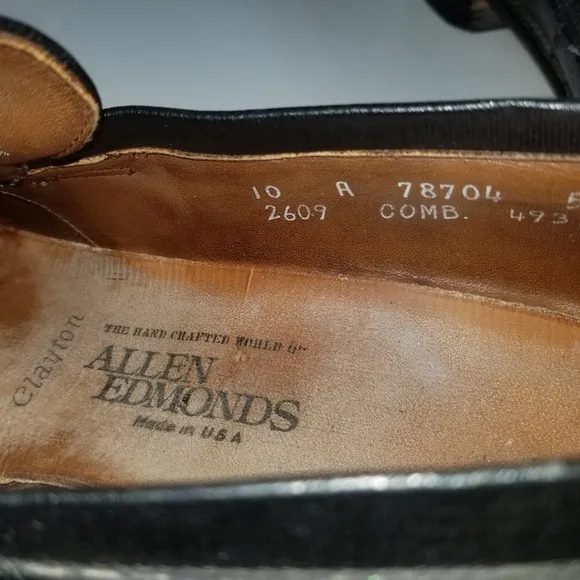 10 A 78704 5
2609 COMB. 493
Clayton
THE HAND CRAFTED WORLD OF
ALLEN
EDMONDS
Made in USA